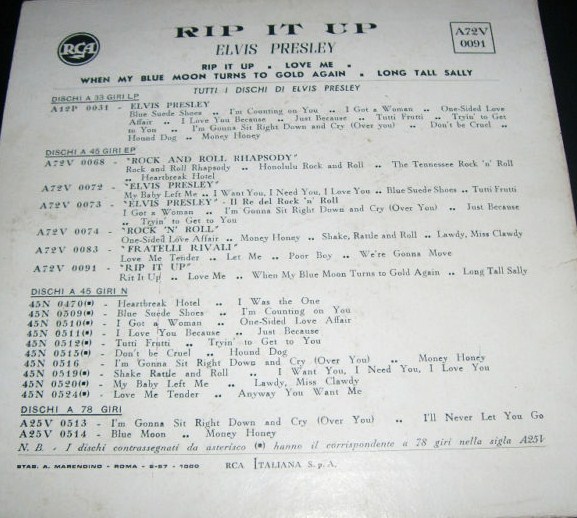 RIP IT UP
RCA
ELVIS PRESLEY
A72V
0091
RIP IT UP • LOVE ME •
WHEN MY BLUE MOON TURNS TO GOLD AGAIN • LONG TALL SALLY
TUTTI I DISCHI DI ELVIS PRESLEY
DISCHI A 33 GIRI LP
A12P 0031 - ELVIS PRESLEY
Blue Suede Shoes .. I'm Counting on You .. I Got a Woman .. One-Sided Love
Affair .. I Love You Because .. Just Because .. Tutti Frutti .. Tryin' to Get
to You .. I'm Gonna Sit Right Down and Cry (Over you) .. Don't be Cruel ..
Hound Dog .. Money Honey
DISCHI A 45 GIRI EP
A72V 0068 - "ROCK AND ROLL RHAPSODY"
Rock and Roll Rhapsody .. Honolulu Rock and Roll .. The Tennessee Rock 'n' Roll
.. Heartbreak Hotel
A72V 0072 - "ELVIS PRESLEY"
My Baby Left Me .. I Want You, I Need You, I Love You .. Blue Suede Shoes .. Tutti Frutti
A72V 0073 - "ELVIS PRESLEY" - Il Re del Rock 'n' Roll
I Got a Woman .. I'm Gonna Sit Right Down and Cry (Over You) .. Just Because
.. Tryin' to Get to You
A72V 0074 - "ROCK 'N' ROLL"
One-Sided Love Affair .. Money Honey .. Shake, Rattle and Roll .. Lawdy, Miss Clawdy
A72V 0083 - "FRATELLI RIVALI"
Love Me Tender .. Let Me .. Poor Boy .. We're Gonna Move
A72V 0091 - "RIP IT UP"
Rit It Up .. Love Me .. When My Blue Moon Turns to Gold Again .. Long Tall Sally
DISCHI A 45 GIRI N
45N 0470(*) - Heartbreak Hotel .. I Was the One
45N 0509(*) - Blue Suede Shoes .. I'm Counting on You
45N 0510(*) - I Got a Woman .. One-Sided Love Affair
45N 0511(*) - I Love You Because .. Just Because
45N 0512(*) - Tutti Frutti .. Tryin' to Get to You
45N 0515(*) - Don't be Cruel .. Hound Dog
45N 0516 - I'm Gonna Sit Right Down and Cry (Over You) .. Money Honey
45N 0519(*) - Shake Rattle and Roll .. I Want You, I Need You, I Love You
45N 0520(*) - My Baby Left Me .. Lawdy, Miss Clawdy
45N 0524(*) - Love Me Tender .. Anyway You Want Me
DISCHI A 78 GIRI
A25V 0513 - I'm Gonna Sit Right Down and Cry (Over You) .. I'll Never Let You Go
A25V 0514 - Blue Moon .. Money Honey
N. B. - I dischi contrassegnati da asterisco (*) hanno il corrispondente a 78 giri nella sigla A25V
STAB. A. MARENDINO - ROMA - 5-57 - 1000
RCA ITALIANA S.p.A.